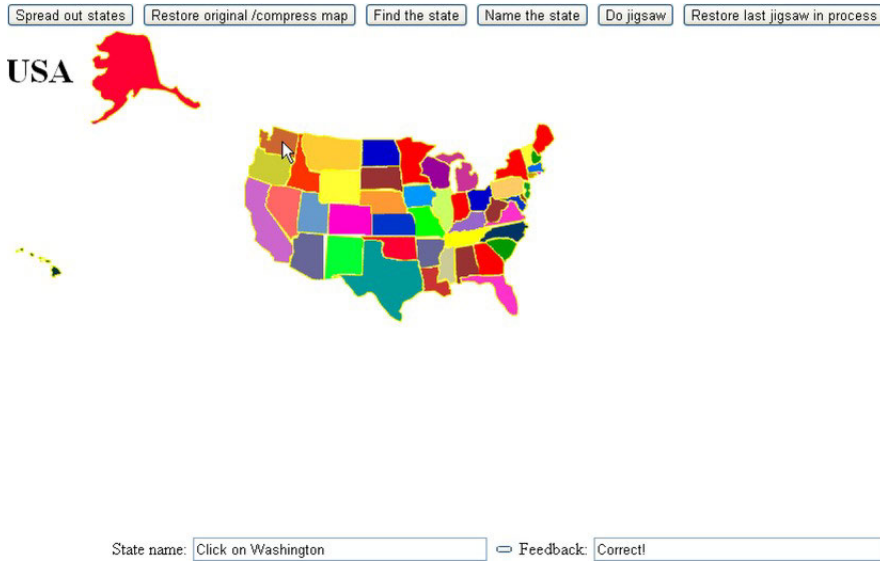 Spread out states Restore original /compress map Find the state Name the state Do jigsaw Restore last jigsaw in process
USA
State name: Click on Washington Feedback: Correct!